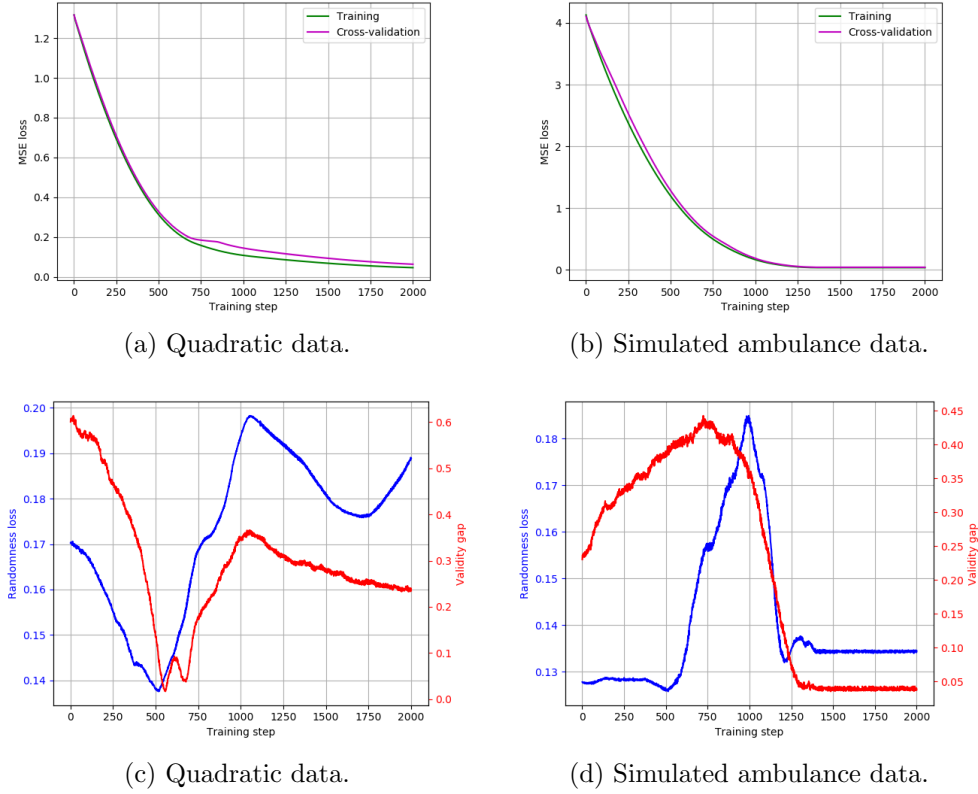 Training
Cross-validation
MSE loss
1.2
1.0
0.8
0.6
0.4
0.2
0.0
0 250 500 750 1000 1250 1500 1750 2000
Training step
(a) Quadratic data.
Training
Cross-validation
MSE loss
4
3
2
1
0
0 250 500 750 1000 1250 1500 1750 2000
Training step
(b) Simulated ambulance data.
Randomness loss
0.20
0.19
0.18
0.17
0.16
0.15
0.14
Validity gap
0.6
0.5
0.4
0.3
0.2
0.1
0.0
0 250 500 750 1000 1250 1500 1750 2000
Training step
(c) Quadratic data.
Randomness loss
0.18
0.17
0.16
0.15
0.14
0.13
Validity gap
0.45
0.40
0.35
0.30
0.25
0.20
0.15
0.10
0.05
0 250 500 750 1000 1250 1500 1750 2000
Training step
(d) Simulated ambulance data.